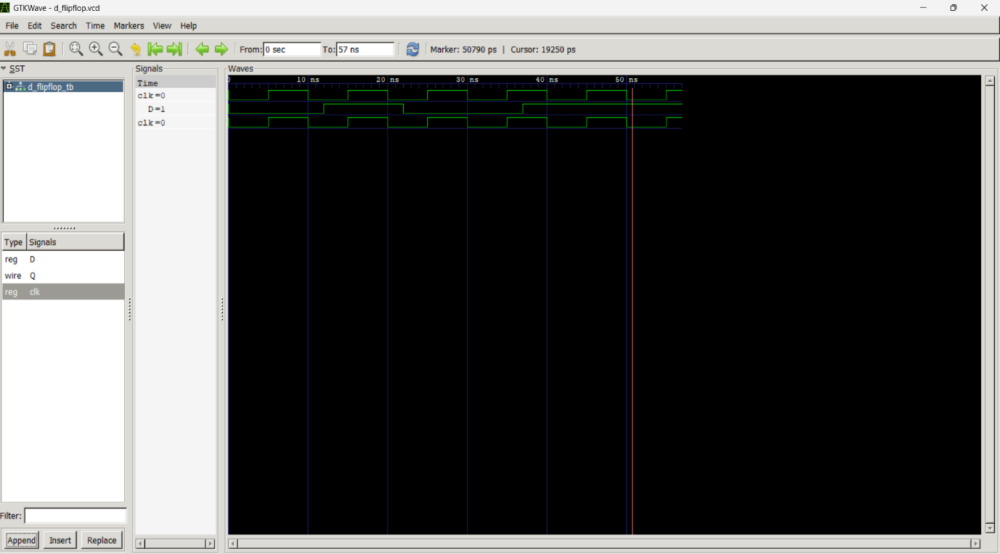 GTKWave - d_flipflop.vcd
File Edit Search Time Markers View Help
From: 0 sec To: 57 ns Marker: 50790 ps | Cursor: 19250 ps
SST
d_flipflop_tb
Type Signals
reg D
wire Q
reg clk
Filter:
Append Insert Replace
Signals
Time
clk=0
D=1
clk=0
Waves
0 10 ns 20 ns 30 ns 40 ns 50 ns